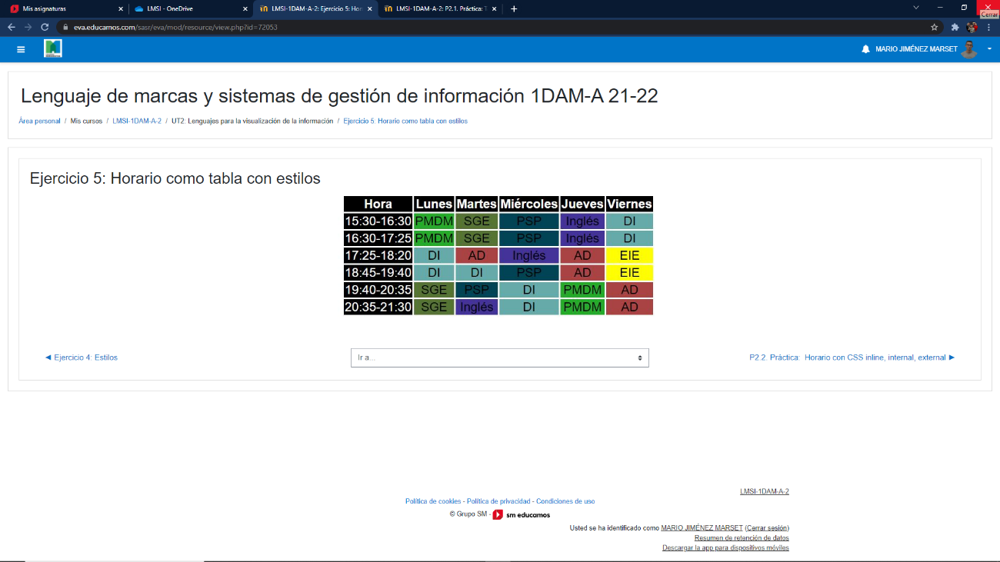 Mis asignaturas
LMSI - OneDrive
LMSI-1DAM-A-2: Ejercicio 5: Hor
LMSI-1DAM-A-2: P2.1. Práctica: T
Cerrar
eva.educamos.com/sasr/eva/mod/resource/view.php?id=72053
MARIO JIMÉNEZ MARSET
Lenguaje de marcas y sistemas de gestión de información 1DAM-A 21-22
Área personal / Mis cursos / LMSI-1DAM-A-2 / UT2: Lenguajes para la visualización de la información / Ejercicio 5: Horario como tabla con estilos
Ejercicio 5: Horario como tabla con estilos
Hora Lunes Martes Miércoles Jueves Viernes
15:30-16:30 PMDM SGE PSP Inglés DI
16:30-17:25 PMDM SGE PSP Inglés DI
17:25-18:20 DI AD Inglés AD EIE
18:45-19:40 DI DI PSP AD EIE
19:40-20:35 SGE PSP DI PMDM AD
20:35-21:30 SGE Inglés DI PMDM AD
◄ Ejercicio 4: Estilos
Ir a...
P2.2. Práctica: Horario con CSS inline, internal, external ►
LMSI-1DAM-A-2
Política de cookies - Política de privacidad - Condiciones de uso
© Grupo SM - sm educamos
Usted se ha identificado como MARIO JIMÉNEZ MARSET (Cerrar sesión)
Resumen de retención de datos
Descargar la app para dispositivos móviles